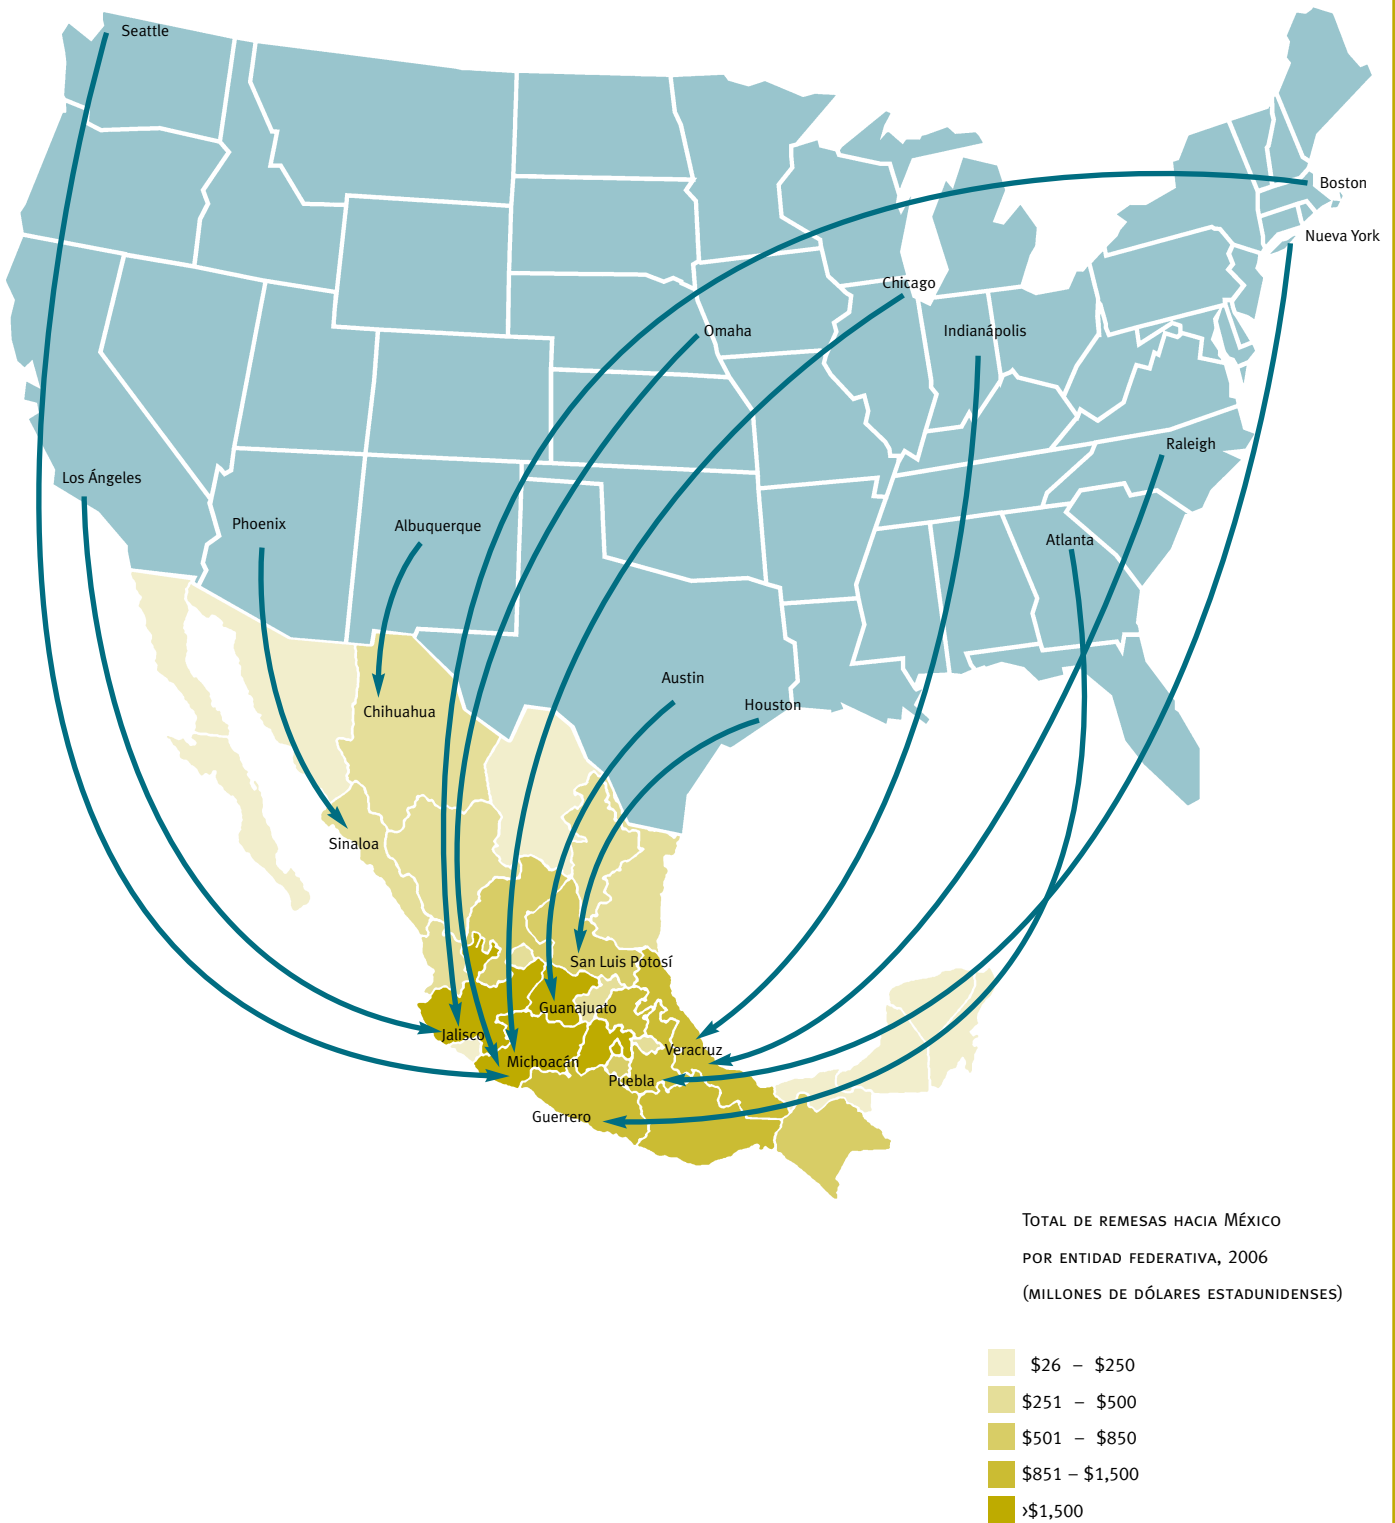 Seattle
Boston
Nueva York
Chicago
Omaha
Indianápolis
Raleigh
Los Ángeles
Phoenix
Albuquerque
Atlanta
Austin
Houston
Chihuahua
Sinaloa
San Luis Potosí
Guanajuato
Jalisco
Veracruz
Michoacán
Puebla
Guerrero
Total de remesas hacia México
por entidad federativa, 2006
(millones de dólares estadunidenses)
$26 – $250
$251 – $500
$501 – $850
$851 – $1,500
>$1,500